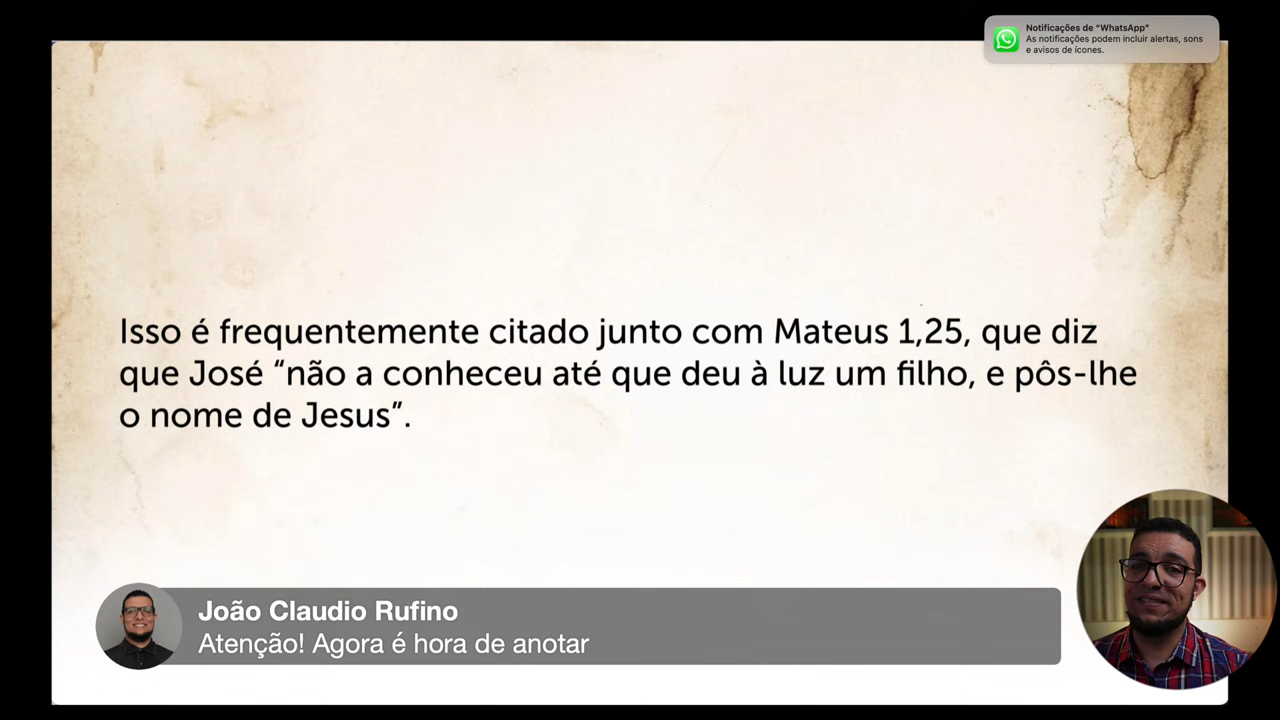 Notificações de “WhatsApp”
As notificações podem incluir alertas, sons
e avisos de ícones.
Isso é frequentemente citado junto com Mateus 1,25, que diz
que José “não a conheceu até que deu à luz um filho, e pôs-lhe
o nome de Jesus”.
João Claudio Rufino
Atenção! Agora é hora de anotar